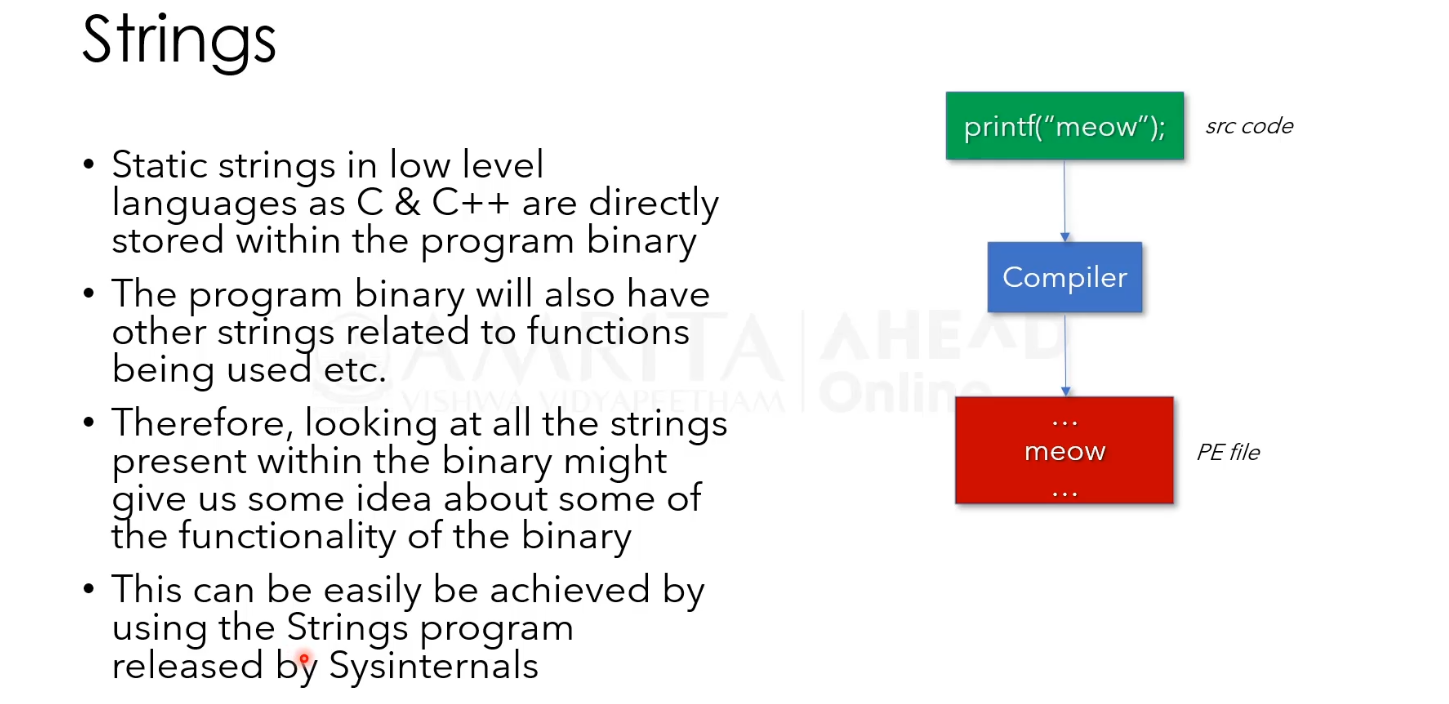 Strings
• Static strings in low level
languages as C & C++ are directly
stored within the program binary
• The program binary will also have
other strings related to functions
being used etc.
• Therefore, looking at all the strings
present within the binary might
give us some idea about some of
the functionality of the binary
• This can be easily be achieved by
using the Strings program
released by Sysinternals
printf(“meow”);
src code
Compiler
...
meow
...
PE file
AMRITA
VISHWA VIDYAPEETHAM
AHEAD
Online